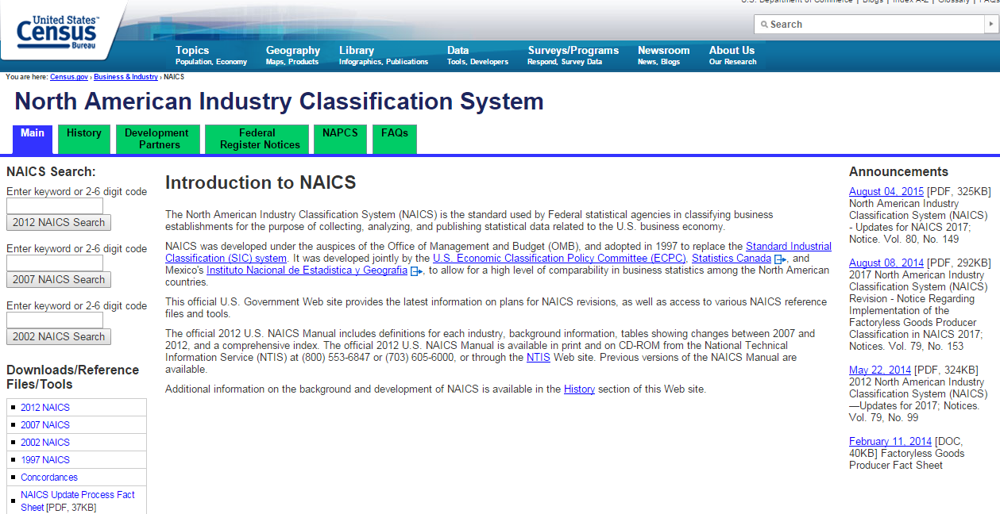 U.S. Department of Commerce | Blogs | Index A-Z | Glossary | FAQs
United States™
Census
Bureau
Search
Topics
Population, Economy
Geography
Maps, Products
Library
Infographics, Publications
Data
Tools, Developers
Surveys/Programs
Respond, Survey Data
Newsroom
News, Blogs
About Us
Our Research
You are here: Census.gov › Business & Industry › NAICS
North American Industry Classification System
Main
History
Development
Partners
Federal
Register Notices
NAPCS
FAQs
NAICS Search:
Enter keyword or 2-6 digit code
2012 NAICS Search
Enter keyword or 2-6 digit code
2007 NAICS Search
Enter keyword or 2-6 digit code
2002 NAICS Search
Downloads/Reference
Files/Tools
2012 NAICS
2007 NAICS
2002 NAICS
1997 NAICS
Concordances
NAICS Update Process Fact
Sheet [PDF, 37KB]
Introduction to NAICS
The North American Industry Classification System (NAICS) is the standard used by Federal statistical agencies in classifying business
establishments for the purpose of collecting, analyzing, and publishing statistical data related to the U.S. business economy.
NAICS was developed under the auspices of the Office of Management and Budget (OMB), and adopted in 1997 to replace the Standard Industrial
Classification (SIC) system. It was developed jointly by the U.S. Economic Classification Policy Committee (ECPC), Statistics Canada , and
Mexico's Instituto Nacional de Estadistica y Geografia , to allow for a high level of comparability in business statistics among the North American
countries.
This official U.S. Government Web site provides the latest information on plans for NAICS revisions, as well as access to various NAICS reference
files and tools.
The official 2012 U.S. NAICS Manual includes definitions for each industry, background information, tables showing changes between 2007 and
2012, and a comprehensive index. The official 2012 U.S. NAICS Manual is available in print and on CD-ROM from the National Technical
Information Service (NTIS) at (800) 553-6847 or (703) 605-6000, or through the NTIS Web site. Previous versions of the NAICS Manual are
available.
Additional information on the background and development of NAICS is available in the History section of this Web site.
Announcements
August 04, 2015 [PDF, 325KB]
North American Industry
Classification System (NAICS)
- Updates for NAICS 2017;
Notice. Vol. 80, No. 149
August 08, 2014 [PDF, 292KB]
2017 North American Industry
Classification System (NAICS)
Revision - Notice Regarding
Implementation of the
Factoryless Goods Producer
Classification in NAICS 2017;
Notices. Vol. 79, No. 153
May 22, 2014 [PDF, 324KB]
2012 North American Industry
Classification System (NAICS)
—Updates for 2017; Notices.
Vol. 79, No. 99
February 11, 2014 [DOC,
40KB] Factoryless Goods
Producer Fact Sheet